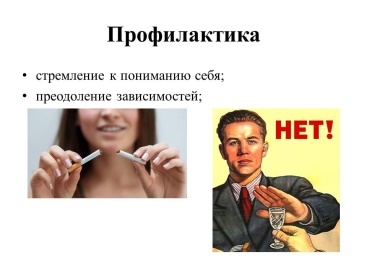 Профилактика
• стремление к пониманию себя;
• преодоление зависимостей;
НЕТ!